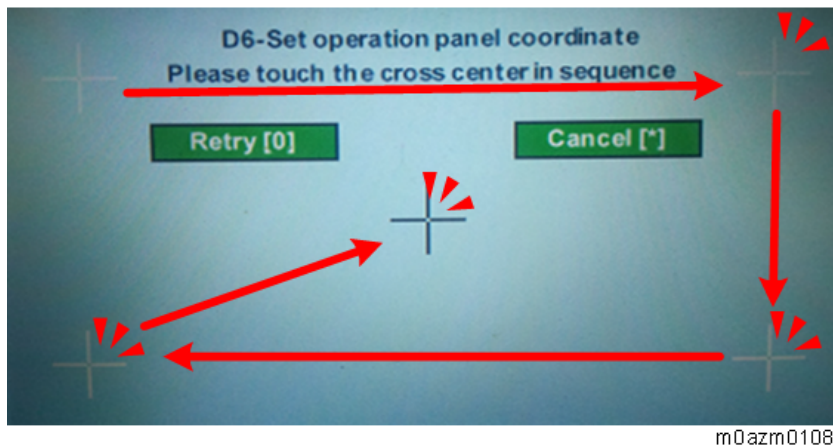 D6-Set operation panel coordinate
Please touch the cross center in sequence
Retry [0]
Cancel [*]
m0azm0108